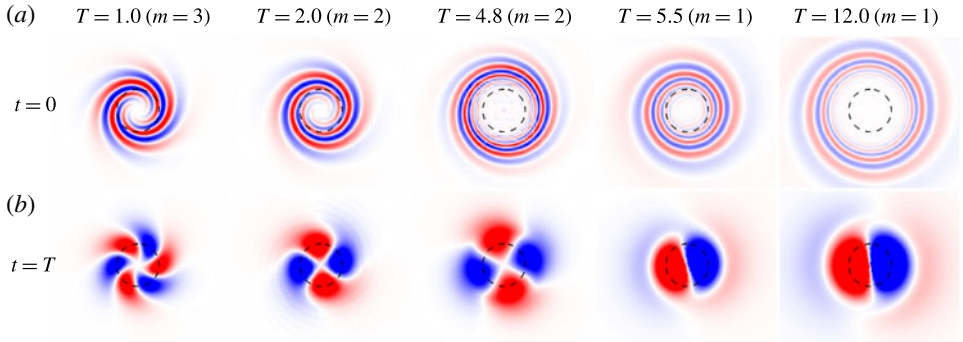 (a) T = 1.0 (m = 3) T = 2.0 (m = 2) T = 4.8 (m = 2) T = 5.5 (m = 1) T = 12.0 (m = 1)
t = 0
(b)
t = T